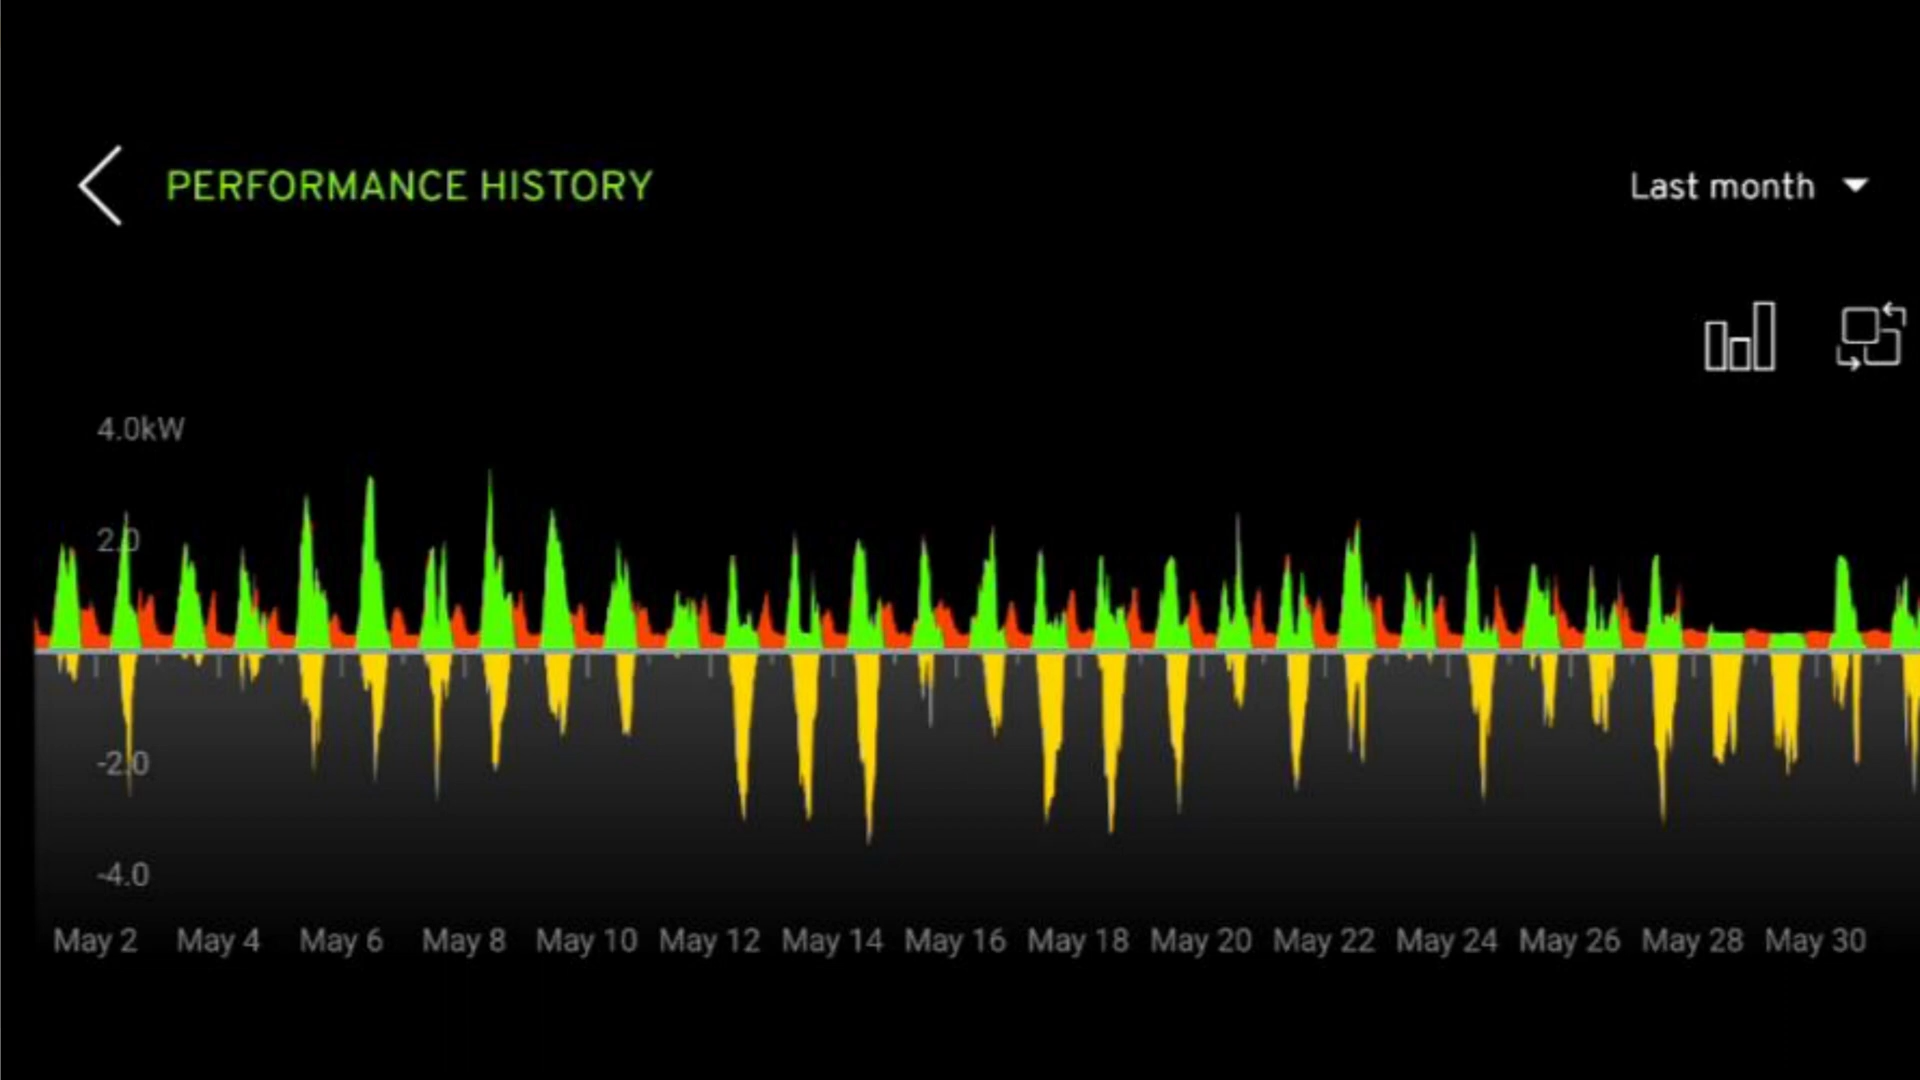 PERFORMANCE HISTORY
Last month
4.0kW
2.0
-2.0
-4.0
May 2 May 4 May 6 May 8 May 10 May 12 May 14 May 16 May 18 May 20 May 22 May 24 May 26 May 28 May 30